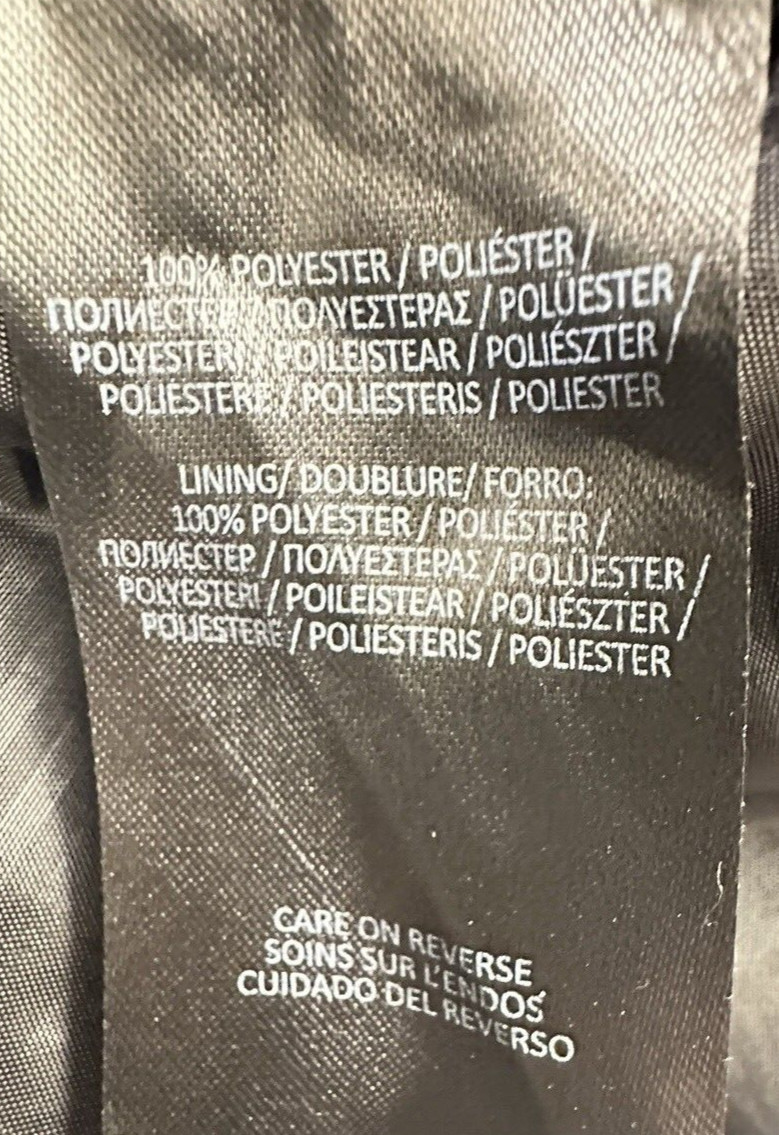 100% POLYESTER / POLIÉSTER /
ПОЛИЕСТЕР / ΠΟΛΥΕΣΤΕΡΑΣ / POLÜESTER /
POLYESTERI / POILEISTEAR / POLIÉSZTER /
POLIESTERE / POLIESTERIS / POLIESTER
LINING/ DOUBLURE/ FORRO:
100% POLYESTER / POLIÉSTER /
ПОЛИЕСТЕР / ΠΟΛΥΕΣΤΕΡΑΣ / POLÜESTER /
POLYESTERI / POILEISTEAR / POLIÉSZTER /
POLIESTERE / POLIESTERIS / POLIESTER
CARE ON REVERSE
SOINS SUR L'ENDOS
CUIDADO DEL REVERSO